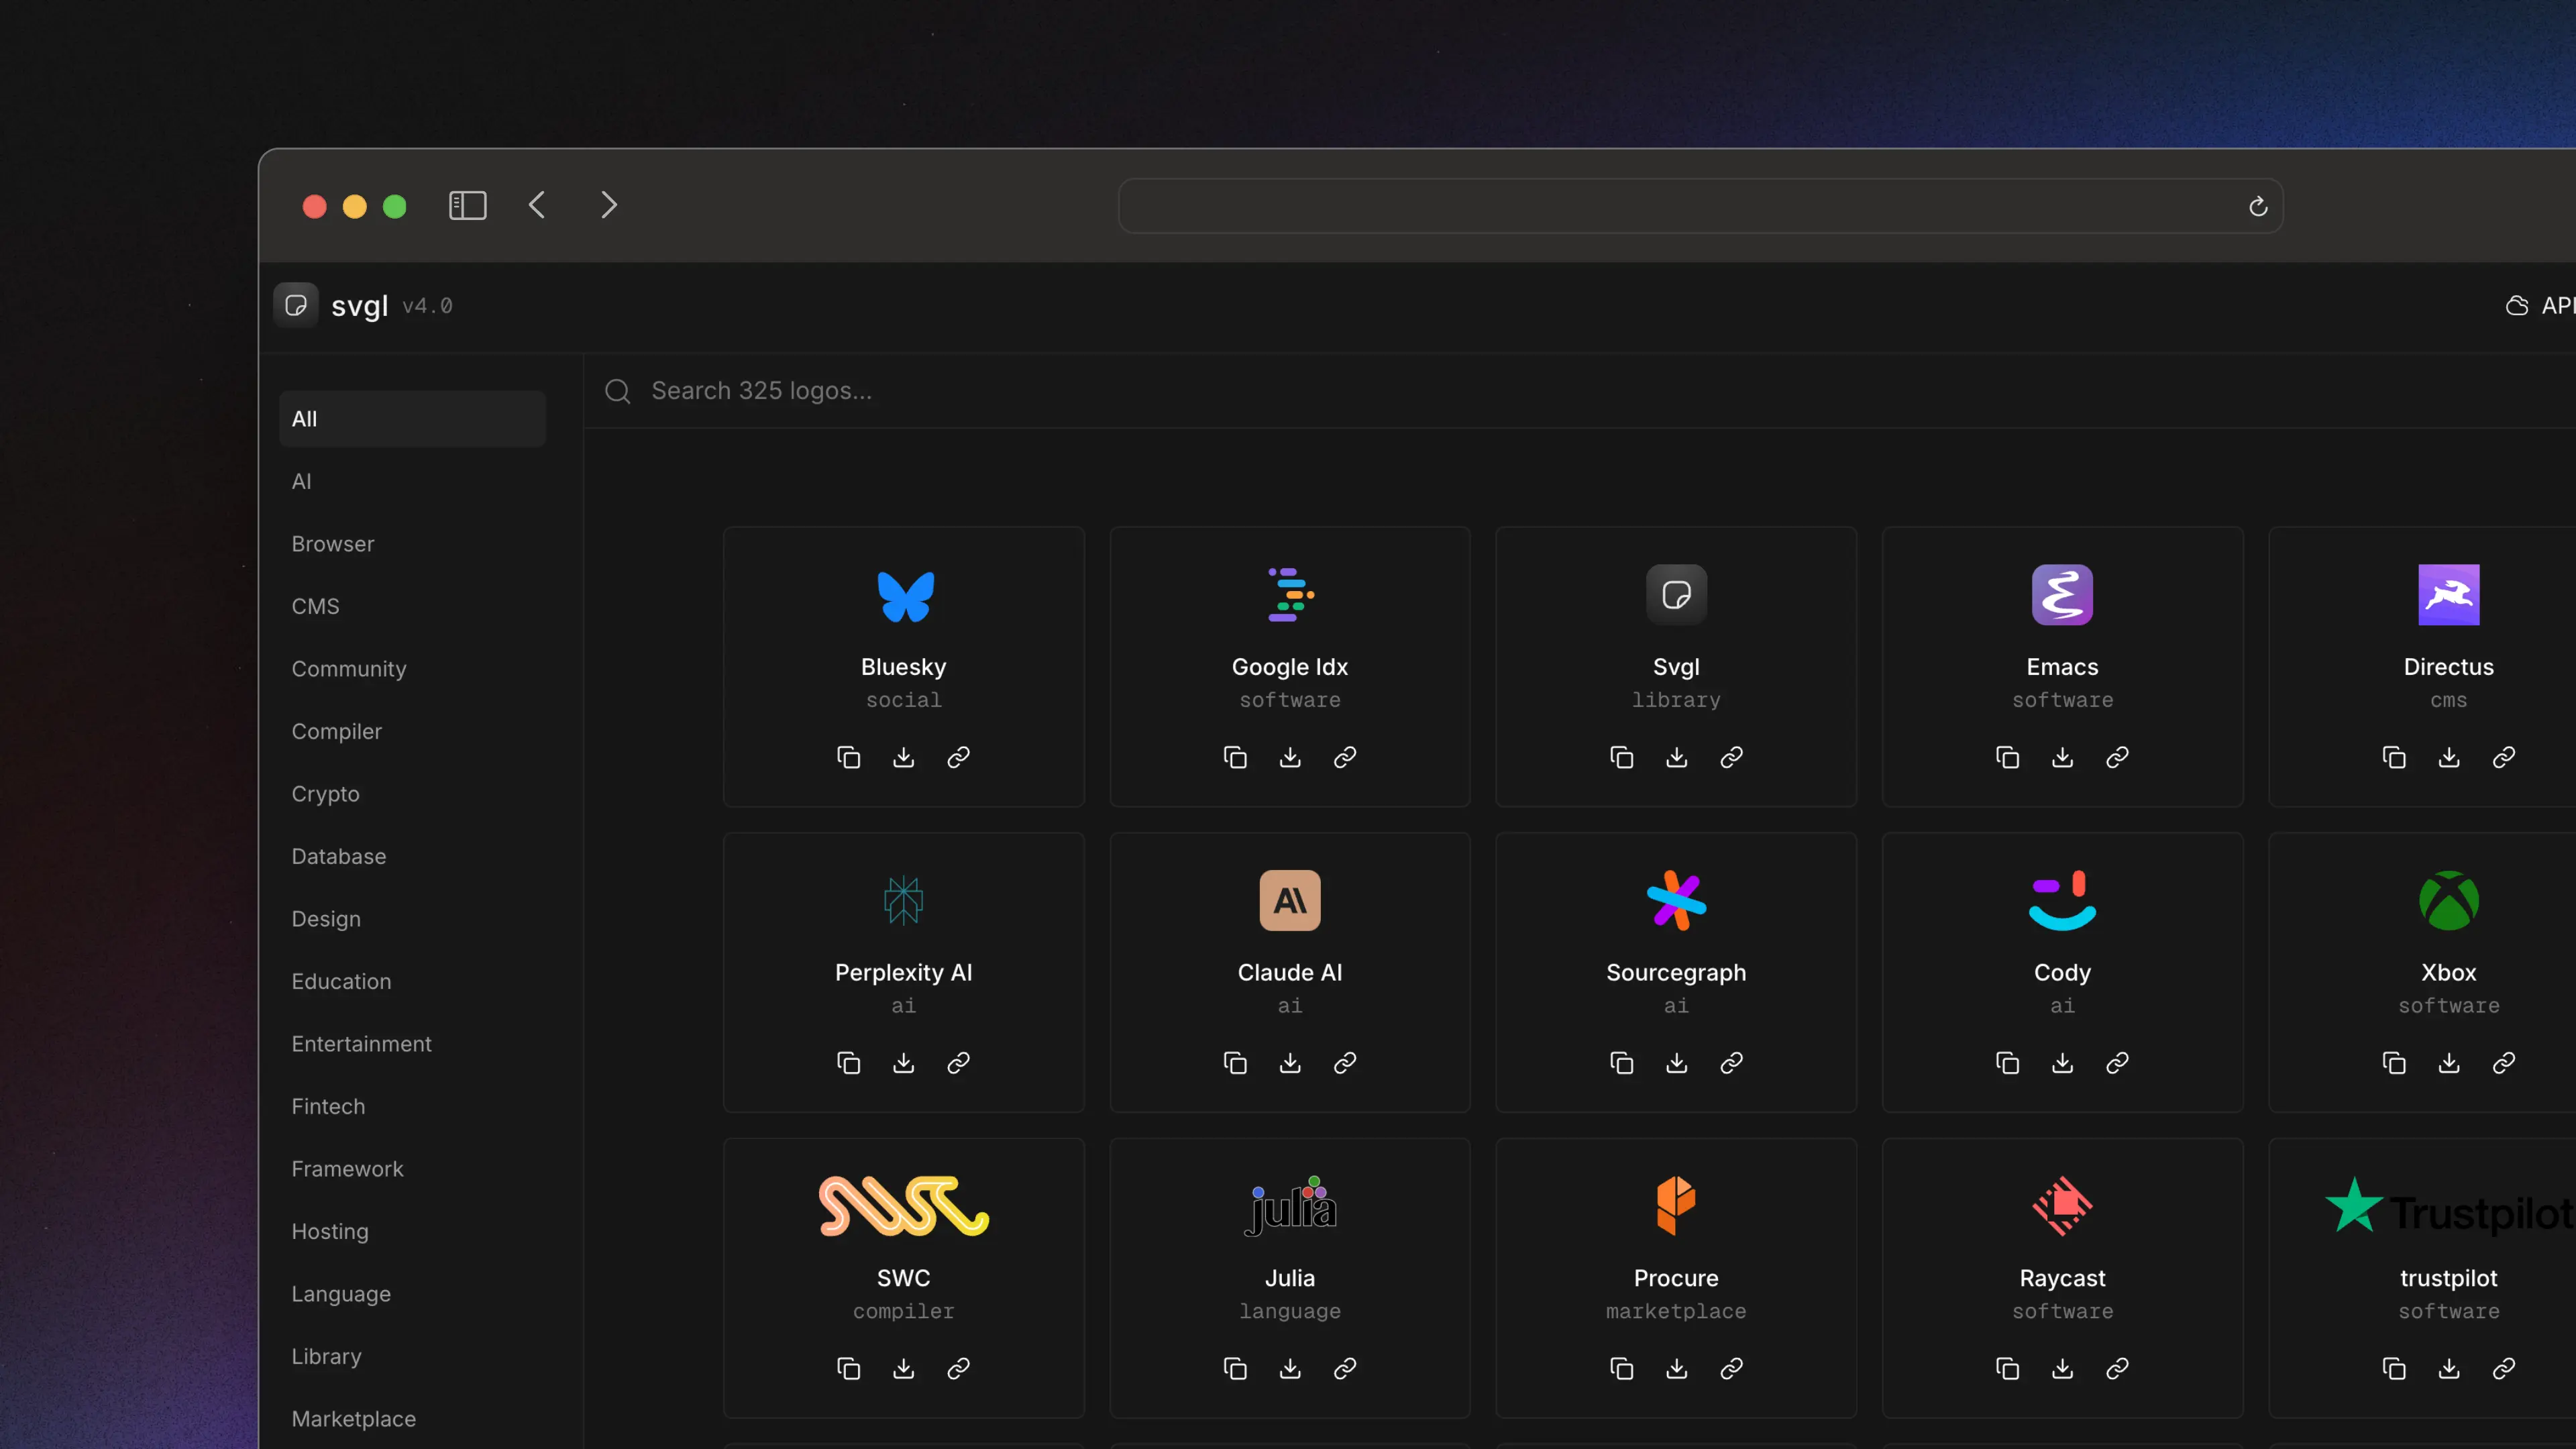 svgl v4.0
API
All
AI
Browser
CMS
Community
Compiler
Crypto
Database
Design
Education
Entertainment
Fintech
Framework
Hosting
Language
Library
Marketplace
Search 325 logos...
Bluesky
social
Google Idx
software
Svgl
library
Emacs
software
Directus
cms
Perplexity AI
ai
A\
Claude AI
ai
Sourcegraph
ai
Cody
ai
Xbox
software
SWC
SWC
compiler
julia
Julia
language
Procure
marketplace
Raycast
software
Trustpilot
trustpilot
software